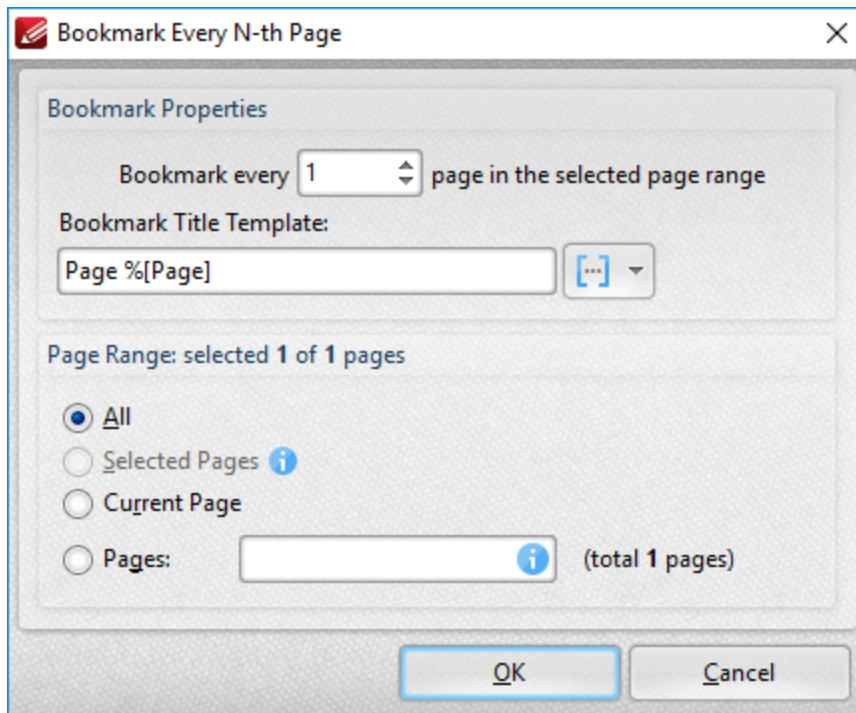 Bookmark Every N-th Page
Bookmark Properties
Bookmark every 1 page in the selected page range
Bookmark Title Template:
Page %[Page]
Page Range: selected 1 of 1 pages
All
Selected Pages
Current Page
Pages: (total 1 pages)
OK Cancel